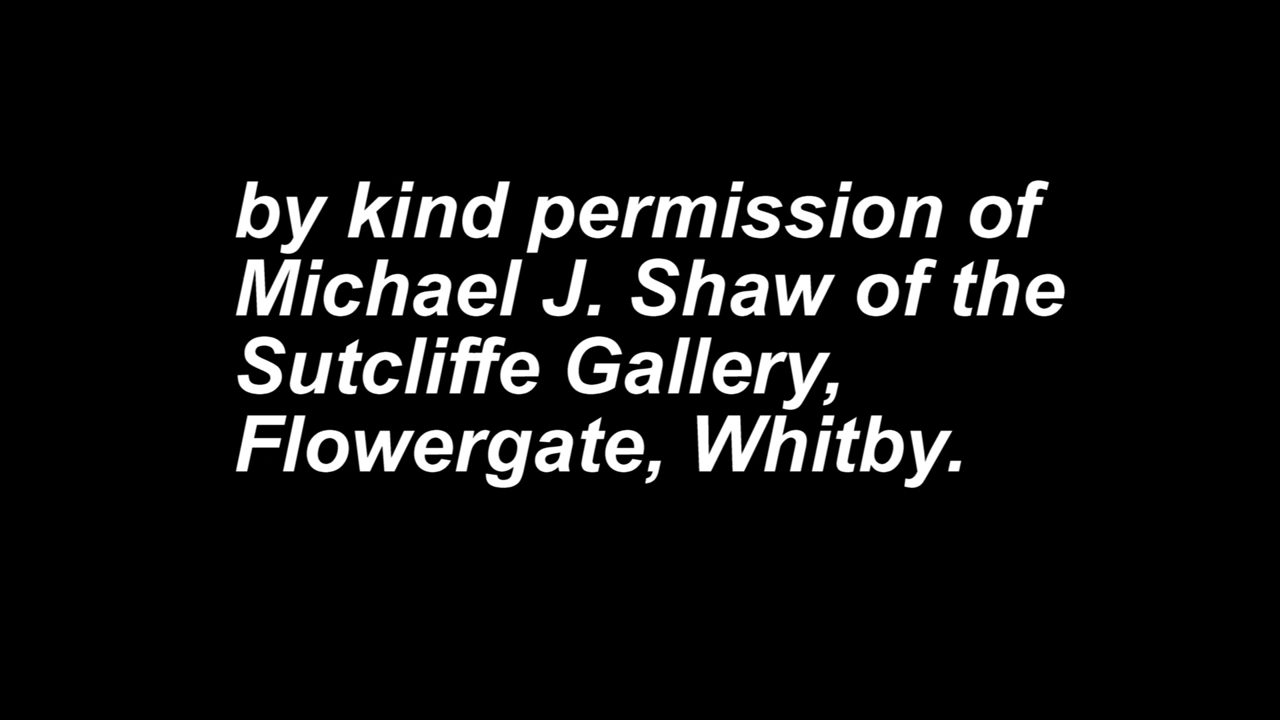 by kind permission of
Michael J. Shaw of the
Sutcliffe Gallery,
Flowergate, Whitby.